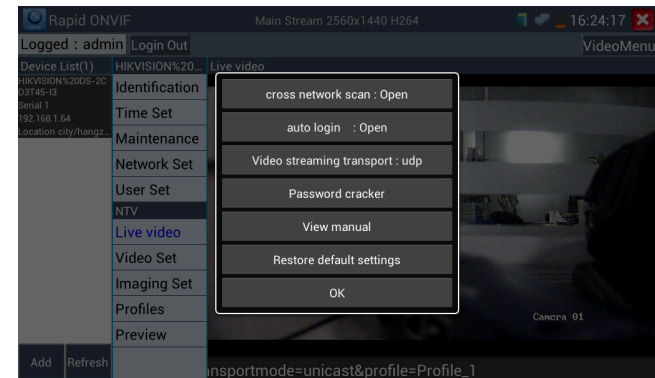 Rapid ONVIF
Main Stream 2560x1440 H264
16:24:17
Logged : admin
Login Out
VideoMenu
Device List(1)
HIKVISION%20...
Live video
HIKVISION%20DS-2C
D3T45-I3
Serial 1
192.168.1.64
Location city/hangz...
Identification
Time Set
Maintenance
Network Set
User Set
NTV
Live video
Video Set
Imaging Set
Profiles
Preview
cross network scan : Open
auto login : Open
Video streaming transport : udp
Password cracker
View manual
Restore default settings
OK
Camera 01
Add
Refresh
nsportmode=unicast&profile=Profile_1